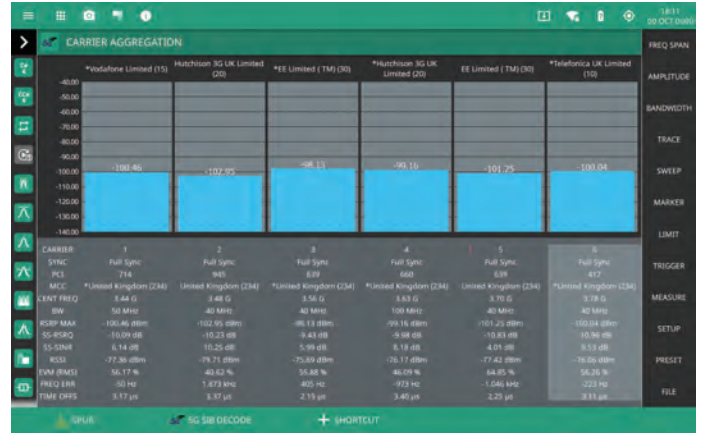 18:11
00 OCT 0000
CARRIER AGGREGATION
FREQ SPAN
AMPLITUDE
BANDWIDTH
TRACE
SWEEP
MARKER
LIMIT
TRIGGER
MEASURE
SETUP
PRESET
FILE
*Vodafone Limited (15) Hutchison 3G UK Limited (20) *EE Limited ( TM) (30) *Hutchison 3G UK Limited (20) EE Limited ( TM) (30) *Telefonica UK Limited (10)
-40.00
-50.00
-60.00
-70.00
-80.00
-90.00
-100.00
-110.00
-120.00
-130.00
-140.00
-100.46 -102.95 -98.13 -99.16 -101.25 -100.04
CARRIER 1 2 3 4 5 6
SYNC Full Sync Full Sync Full Sync Full Sync Full Sync Full Sync
PCI 714 945 639 660 639 417
MCC *United Kingdom (234) United Kingdom (234) *United Kingdom (234) *United Kingdom (234) United Kingdom (234) *United Kingdom (234)
CENT FREQ 3.44 G 3.48 G 3.56 G 3.63 G 3.70 G 3.78 G
BW 50 MHz 40 MHz 40 MHz 100 MHz 40 MHz 40 MHz
RSRP MAX -100.46 dBm -102.95 dBm -98.13 dBm -99.16 dBm -101.25 dBm -100.04 dBm
SS-RSRQ -10.09 dB -10.23 dB -9.43 dB -9.98 dB -10.83 dB -10.96 dB
SS-SINR 6.14 dB 10.25 dB 5.99 dB 8.18 dB 4.01 dB 8.53 dB
RSSI -77.36 dBm -79.71 dBm -75.69 dBm -76.17 dBm -77.42 dBm -76.06 dBm
EVM (RMS) 56.17 % 40.62 % 55.88 % 46.09 % 64.85 % 56.26 %
FREQ ERR -50 Hz 1.673 kHz 405 Hz -973 Hz -1.046 kHz -223 Hz
TIME OFFS 3.17 µs 3.37 µs 2.15 µs 3.40 µs 2.25 µs 3.11 µs
SPUR 5G SIB DECODE SHORTCUT